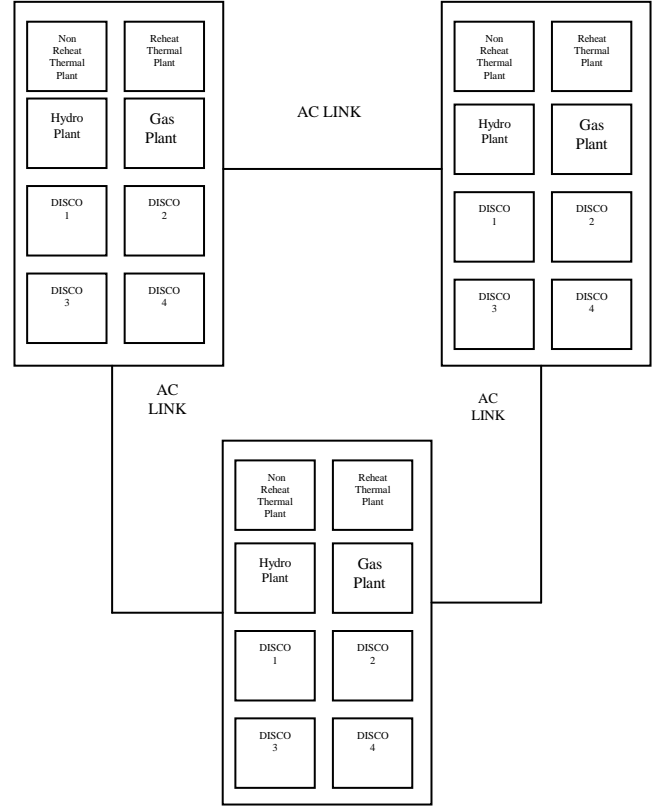 Non
Reheat
Thermal
Plant
Reheat
Thermal
Plant
Hydro
Plant
Gas
Plant
DISCO
1
DISCO
2
DISCO
3
DISCO
4
AC LINK
Non
Reheat
Thermal
Plant
Reheat
Thermal
Plant
Hydro
Plant
Gas
Plant
DISCO
1
DISCO
2
DISCO
3
DISCO
4
AC
LINK
AC
LINK
Non
Reheat
Thermal
Plant
Reheat
Thermal
Plant
Hydro
Plant
Gas
Plant
DISCO
1
DISCO
2
DISCO
3
DISCO
4